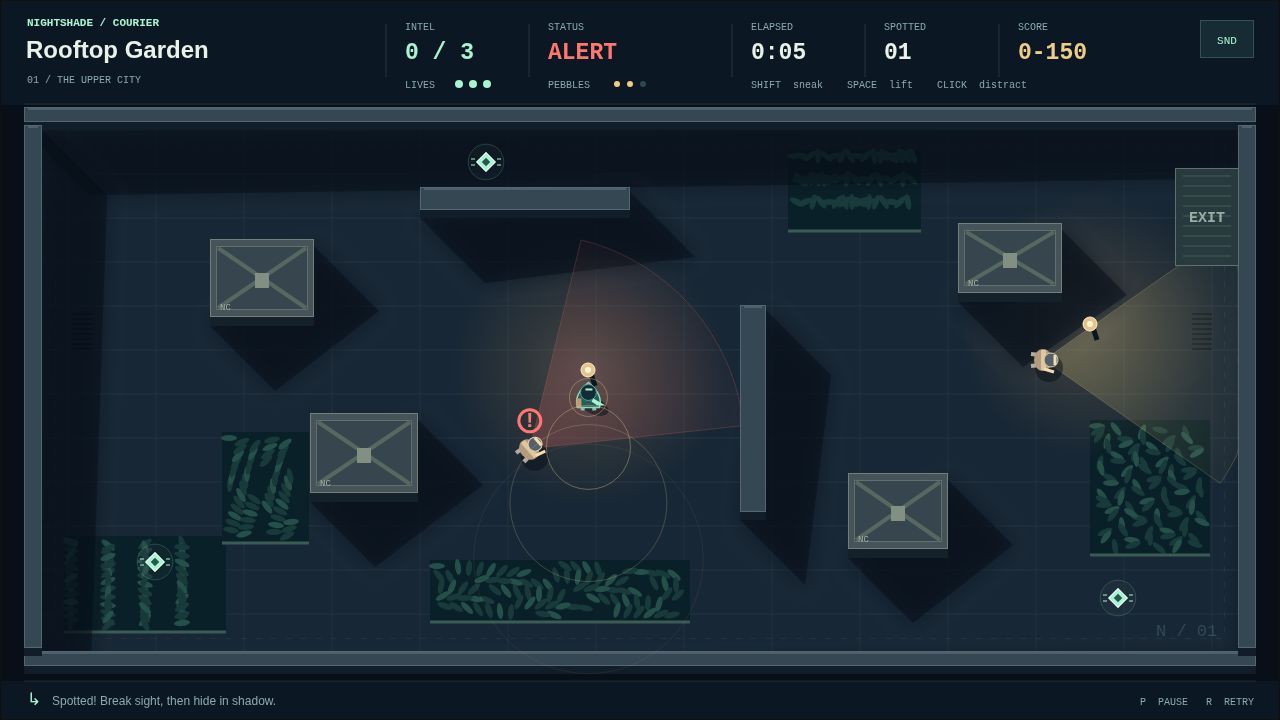 NIGHTSHADE / COURIER
Rooftop Garden
01 / THE UPPER CITY
INTEL
0 / 3
LIVES
STATUS
ALERT
PEBBLES
ELAPSED
0:05
SPOTTED
01
SCORE
0-150
SHIFT sneak SPACE lift CLICK distract
SND
EXIT
NC
NC
!
NC
NC
N / 01
↳ Spotted! Break sight, then hide in shadow.
P PAUSE R RETRY